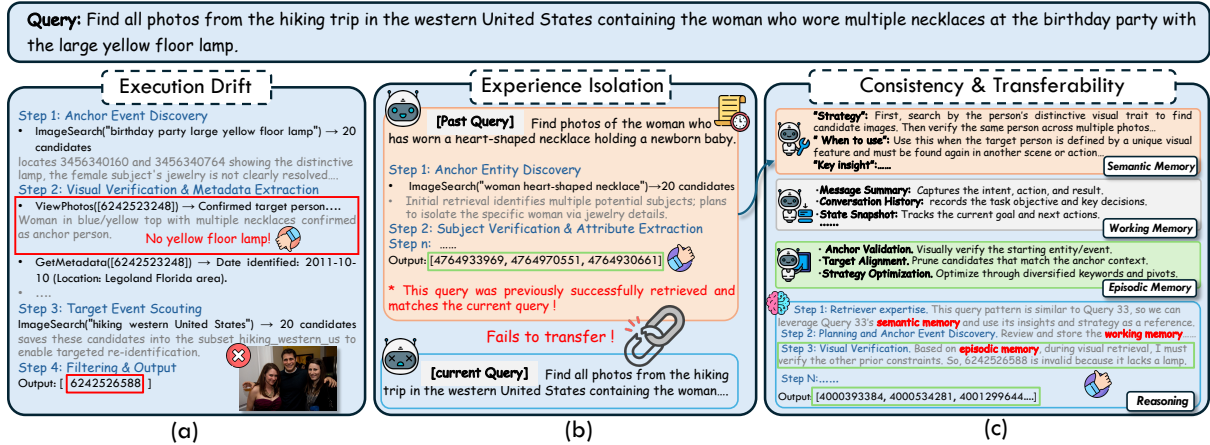 Query: Find all photos from the hiking trip in the western United States containing the woman who wore multiple necklaces at the birthday party with
the large yellow floor lamp.
Execution Drift
Step 1: Anchor Event Discovery
• ImageSearch("birthday party large yellow floor lamp") → 20
candidates
locates 3456340160 and 3456340764 showing the distinctive
lamp, the female subject's jewelry is not clearly resolved....
Step 2: Visual Verification & Metadata Extraction
• ViewPhotos([6242523248]) → Confirmed target person....
Woman in blue/yellow top with multiple necklaces confirmed
as anchor person.
No yellow floor lamp!
• GetMetadata([6242523248]) → Date identified: 2011-10-
10 (Location: Legoland Florida area).
• ....
Step 3: Target Event Scouting
ImageSearch("hiking western United States") → 20 candidates
saves these candidates into the subset hiking_western_us to
enable targeted re-identification.
Step 4: Filtering & Output
Output: [ 6242526588 ]
(a)
Experience Isolation
[Past Query] Find photos of the woman who
has worn a heart-shaped necklace holding a newborn baby.
Step 1: Anchor Entity Discovery
• ImageSearch("woman heart-shaped necklace")→20 candidates
• Initial retrieval identifies multiple potential subjects; plans
to isolate the specific woman via jewelry details.
Step 2: Subject Verification & Attribute Extraction
Step n: ......
Output: [4764933969, 4764970551, 4764930661]
* This query was previously successfully retrieved and
matches the current query !
Fails to transfer !
[current Query] Find all photos from the hiking
trip in the western United States containing the woman....
(b)
Consistency & Transferability
"Strategy": First, search by the person's distinctive visual trait to find
candidate images. Then verify the same person across multiple photos...
" When to use": Use this when the target person is defined by a unique visual
feature and must be found again in another scene or action...
"Key insight":......
Semantic Memory
·Message Summary: Captures the intent, action, and result.
·Conversation History: records the task objective and key decisions.
·State Snapshot: Tracks the current goal and next actions.
······
Working Memory
· Anchor Validation. Visually verify the starting entity/event.
· Target Alignment. Prune candidates that match the anchor context.
· Strategy Optimization. Optimize through diversified keywords and pivots.
Episodic Memory
Step 1: Retriever expertise. This query pattern is similar to Query 33, so we
can leverage Query 33's semantic memory and use its insights and strategy as a reference.
Step 2: Planning and Anchor Event Discovery. Review and store the working memory......
Step 3: Visual Verification. Based on episodic memory, during visual retrieval, I must
verify the other prior constraints. So, 6242526588 is invalid because it lacks a lamp.
Step N:......
Output: [4000393384, 4000534281, 4001299644....]
Reasoning
(c)